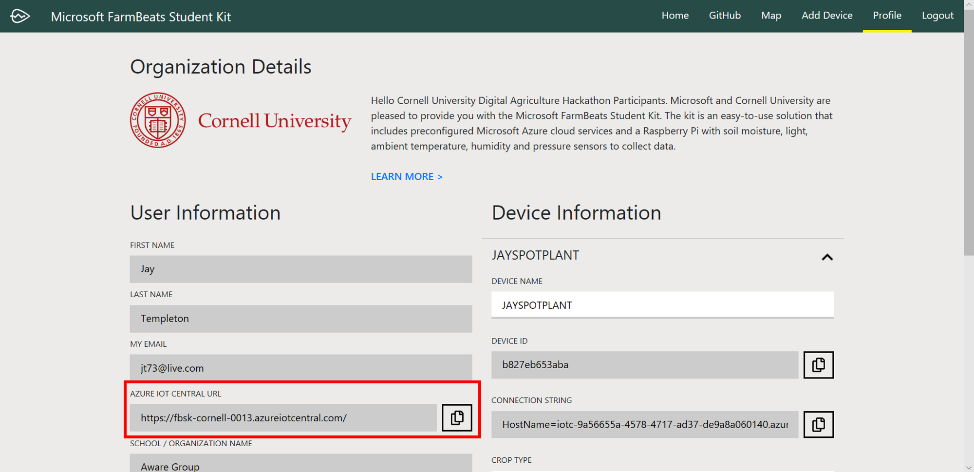 Microsoft FarmBeats Student Kit
Home GitHub Map Add Device Profile Logout
Organization Details
Cornell University
Hello Cornell University Digital Agriculture Hackathon Participants. Microsoft and Cornell University are
pleased to provide you with the Microsoft FarmBeats Student Kit. The kit is an easy-to-use solution that
includes preconfigured Microsoft Azure cloud services and a Raspberry Pi with soil moisture, light,
ambient temperature, humidity and pressure sensors to collect data.
LEARN MORE >
User Information
FIRST NAME
Jay
LAST NAME
Templeton
MY EMAIL
jt73@live.com
AZURE IOT CENTRAL URL
https://fbsk-cornell-0013.azureiotcentral.com/
SCHOOL / ORGANIZATION NAME
Aware Group
Device Information
JAYSPOTPLANT
DEVICE NAME
JAYSPOTPLANT
DEVICE ID
b827eb653aba
CONNECTION STRING
HostName=iotc-9a56655a-4578-4717-ad37-de9a8a060140.azur
CROP TYPE